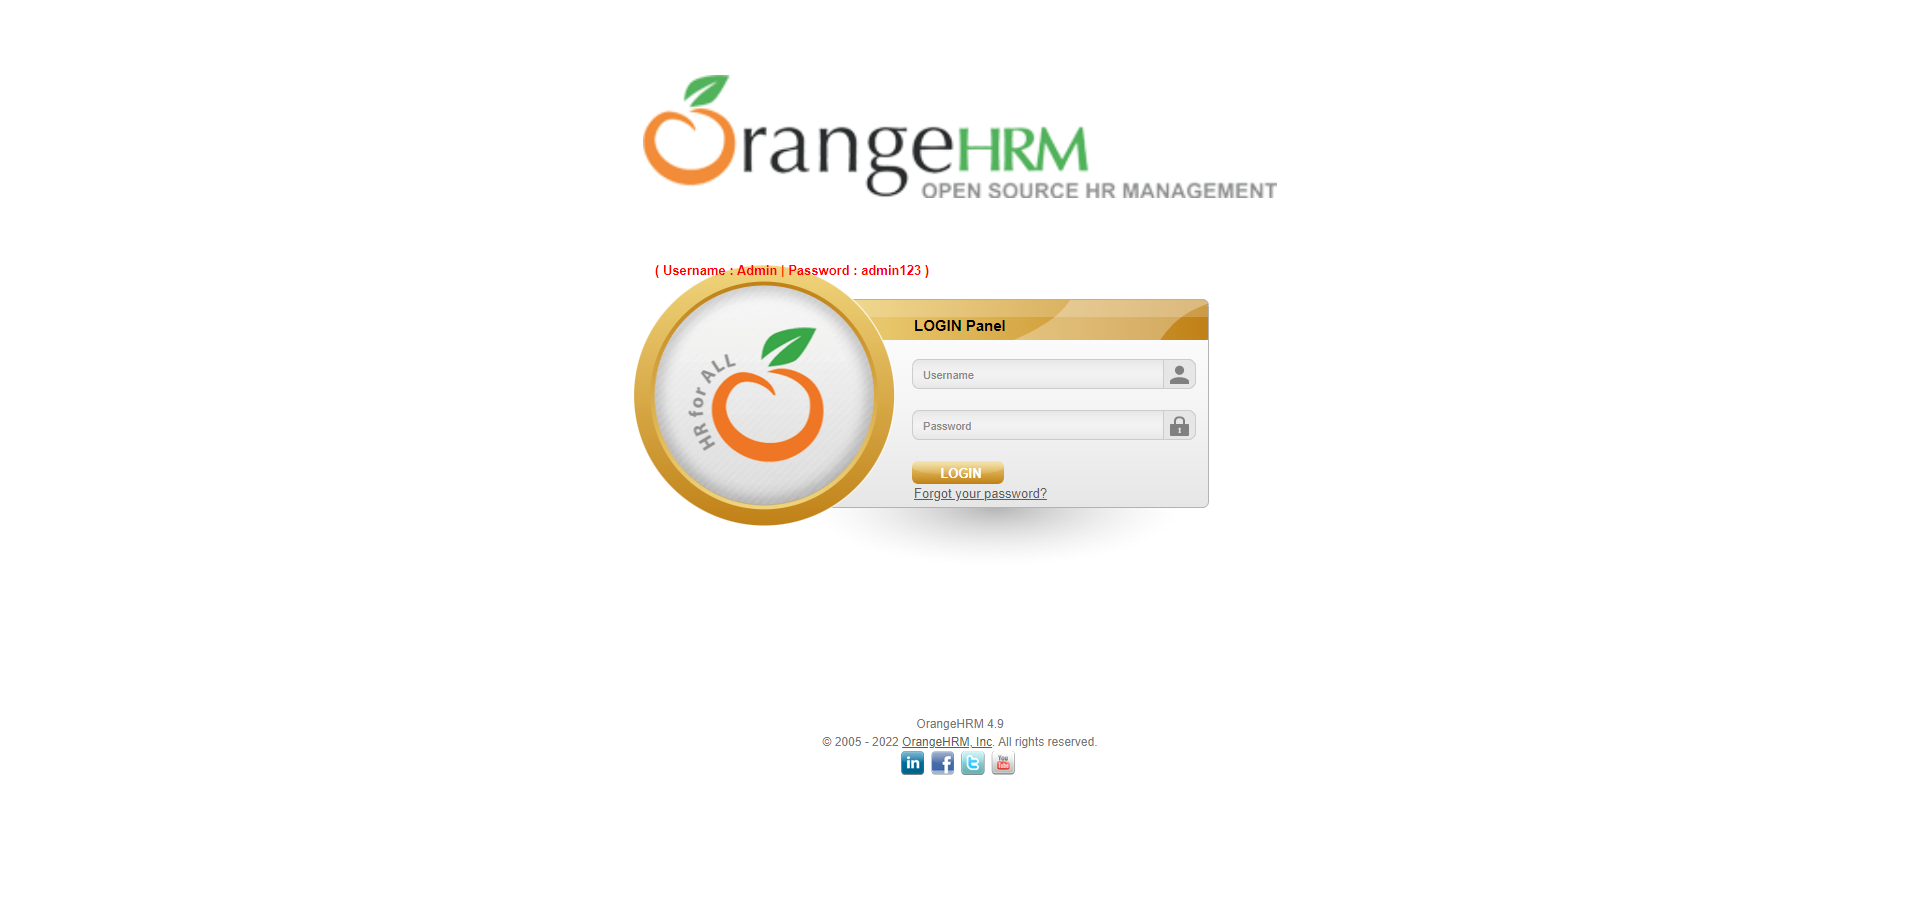 OrangeHRM
OPEN SOURCE HR MANAGEMENT
( Username : Admin | Password : admin123 )
HR for ALL
LOGIN Panel
Username
Password
LOGIN
Forgot your password?
OrangeHRM 4.9
© 2005 - 2022 OrangeHRM, Inc. All rights reserved.
in f t You Tube